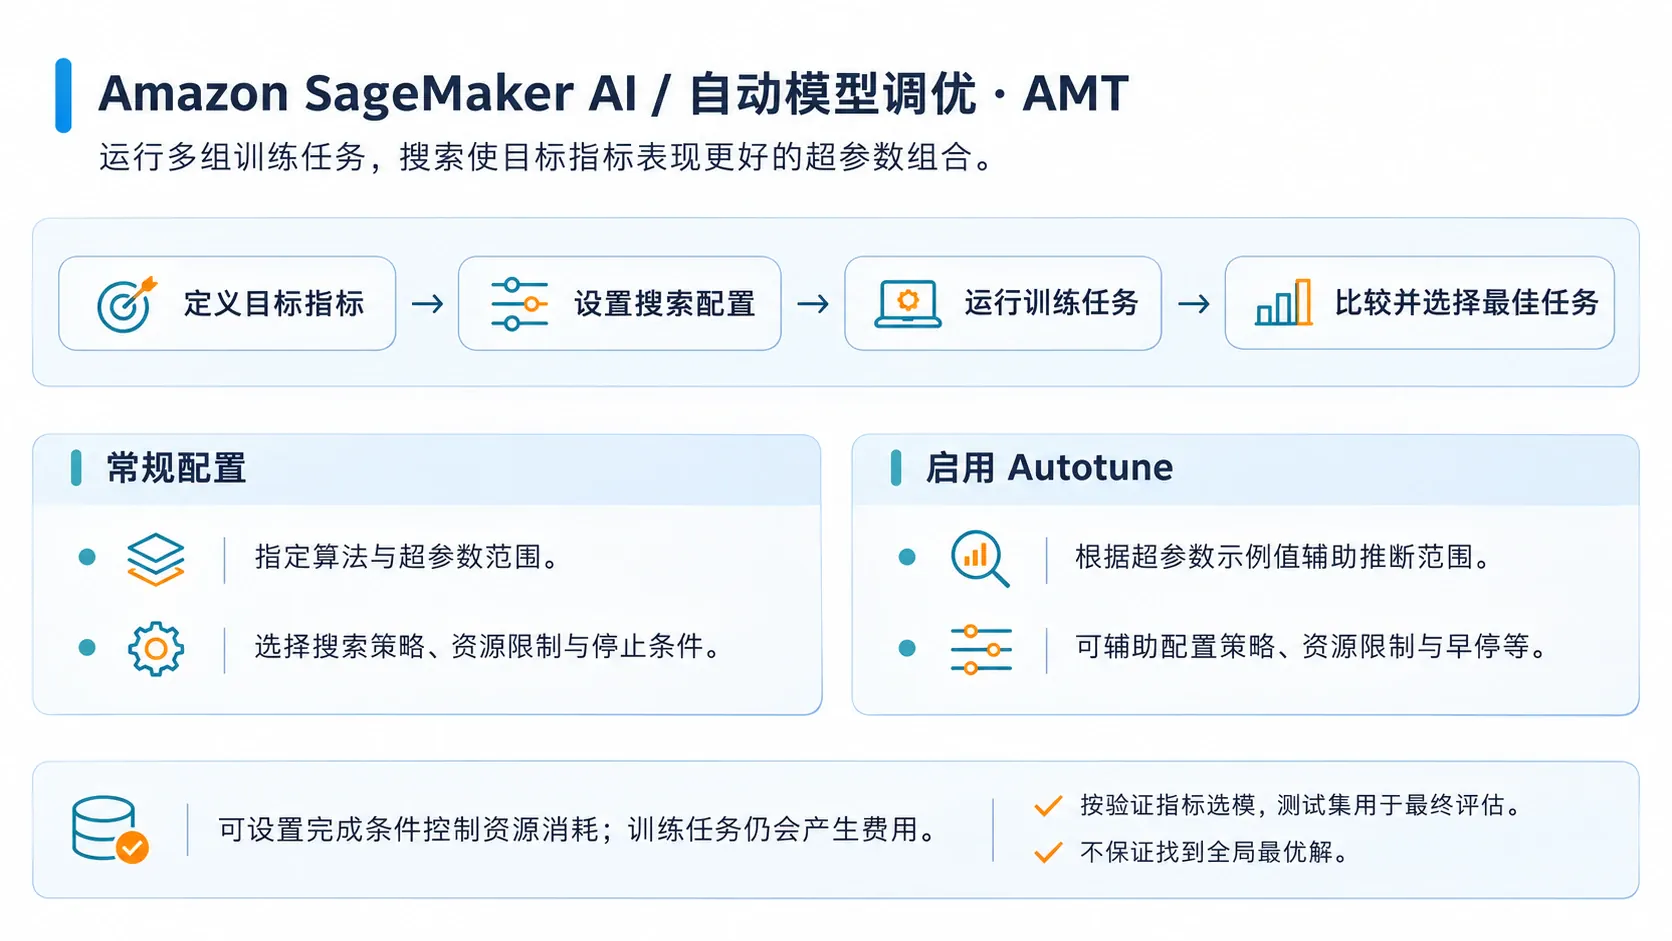 Amazon SageMaker AI / 自动模型调优 · AMT
运行多组训练任务，搜索使目标指标表现更好的超参数组合。
定义目标指标
设置搜索配置
运行训练任务
比较并选择最佳任务
常规配置
指定算法与超参数范围。
选择搜索策略、资源限制与停止条件。
启用 Autotune
根据超参数示例值辅助推断范围。
可辅助配置策略、资源限制与早停等。
可设置完成条件控制资源消耗；训练任务仍会产生费用。
按验证指标选模，测试集用于最终评估。
不保证找到全局最优解。